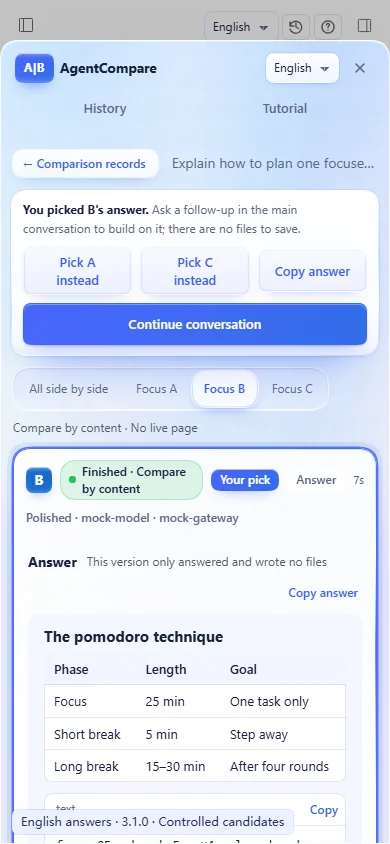 English
A|B AgentCompare English
History Tutorial
← Comparison records Explain how to plan one focuse...
You picked B's answer. Ask a follow-up in the main
conversation to build on it; there are no files to save.
Pick A
instead
Pick C
instead
Copy answer
Continue conversation
All side by side Focus A Focus B Focus C
Compare by content · No live page
B Finished · Compare
by content
Your pick Answer 7s
Polished · mock-model · mock-gateway
Answer This version only answered and wrote no files
Copy answer
The pomodoro technique
Phase Length Goal
Focus 25 min One task only
Short break 5 min Step away
Long break 15–30 min After four rounds
text Copy
English answers · 3.1.0 · Controlled candidates